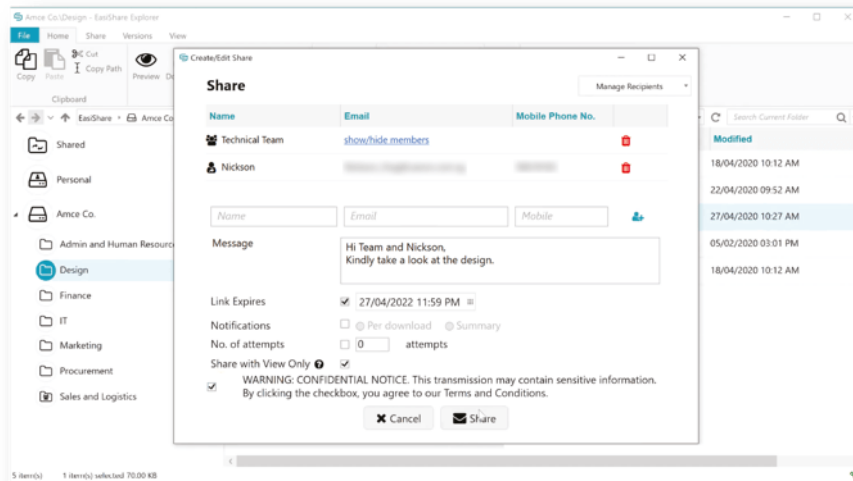 Amce Co.\Design - EasiShare Explorer
File Home Share Versions View
Copy
Paste
Cut
Copy Path
Preview
Clipboard
EasiShare Amce Co
Search Current Folder
Shared
Personal
Amce Co.
Admin and Human Resourc
Design
Finance
IT
Marketing
Procurement
Sales and Logistics
Modified
18/04/2020 10:12 AM
22/04/2020 09:52 AM
27/04/2020 10:27 AM
05/02/2020 03:01 PM
18/04/2020 10:12 AM
5 item(s) 1 item(s) selected 70.00 KB
Create/Edit Share
Share
Manage Recipients
Name Email Mobile Phone No.
Technical Team show/hide members
Nickson
Name Email Mobile
Message
Hi Team and Nickson,
Kindly take a look at the design.
Link Expires 27/04/2022 11:59 PM
Notifications Per download Summary
No. of attempts 0 attempts
Share with View Only
WARNING: CONFIDENTIAL NOTICE. This transmission may contain sensitive information.
By clicking the checkbox, you agree to our Terms and Conditions.
Cancel Share